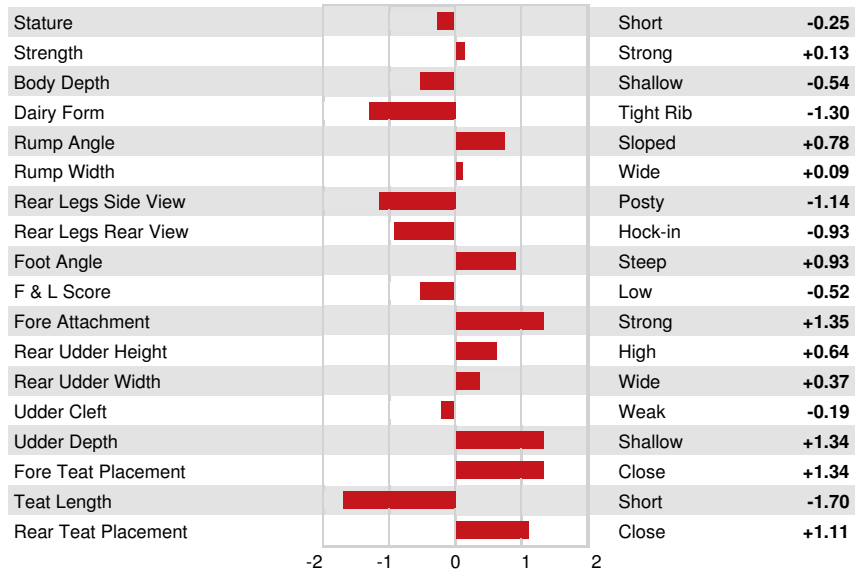 Stature Short -0.25
Strength Strong +0.13
Body Depth Shallow -0.54
Dairy Form Tight Rib -1.30
Rump Angle Sloped +0.78
Rump Width Wide +0.09
Rear Legs Side View Posty -1.14
Rear Legs Rear View Hock-in -0.93
Foot Angle Steep +0.93
F & L Score Low -0.52
Fore Attachment Strong +1.35
Rear Udder Height High +0.64
Rear Udder Width Wide +0.37
Udder Cleft Weak -0.19
Udder Depth Shallow +1.34
Fore Teat Placement Close +1.34
Teat Length Short -1.70
Rear Teat Placement Close +1.11
-2 -1 0 1 2